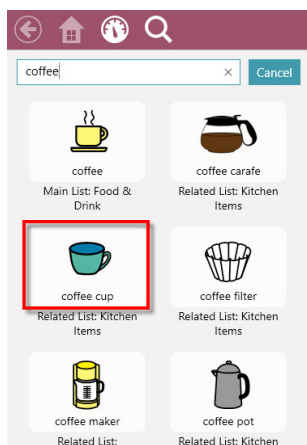 coffee × Cancel
coffee
Main List: Food &
Drink
coffee carafe
Related List: Kitchen
Items
coffee cup
Related List: Kitchen
Items
coffee filter
Related List: Kitchen
Items
coffee maker
Related List:
coffee pot
Related List: Kitchen